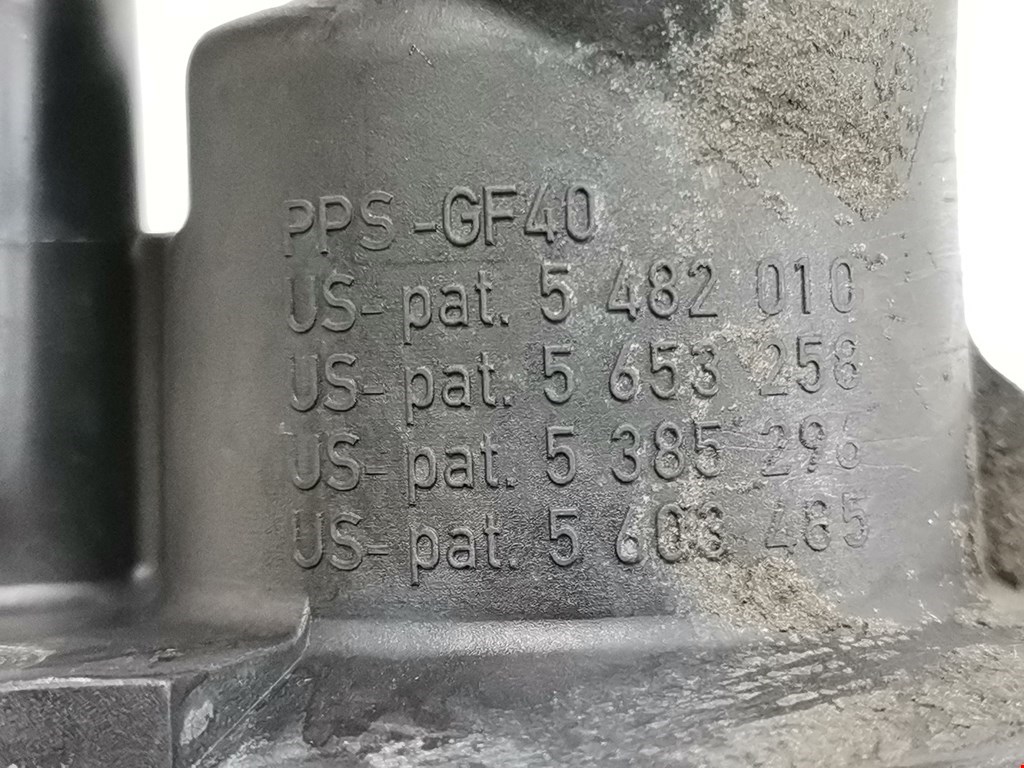 PPS-GF40
US-pat. 5 482 010
US-pat. 5 653 258
US-pat. 5 385 296
US-pat. 5 603 485